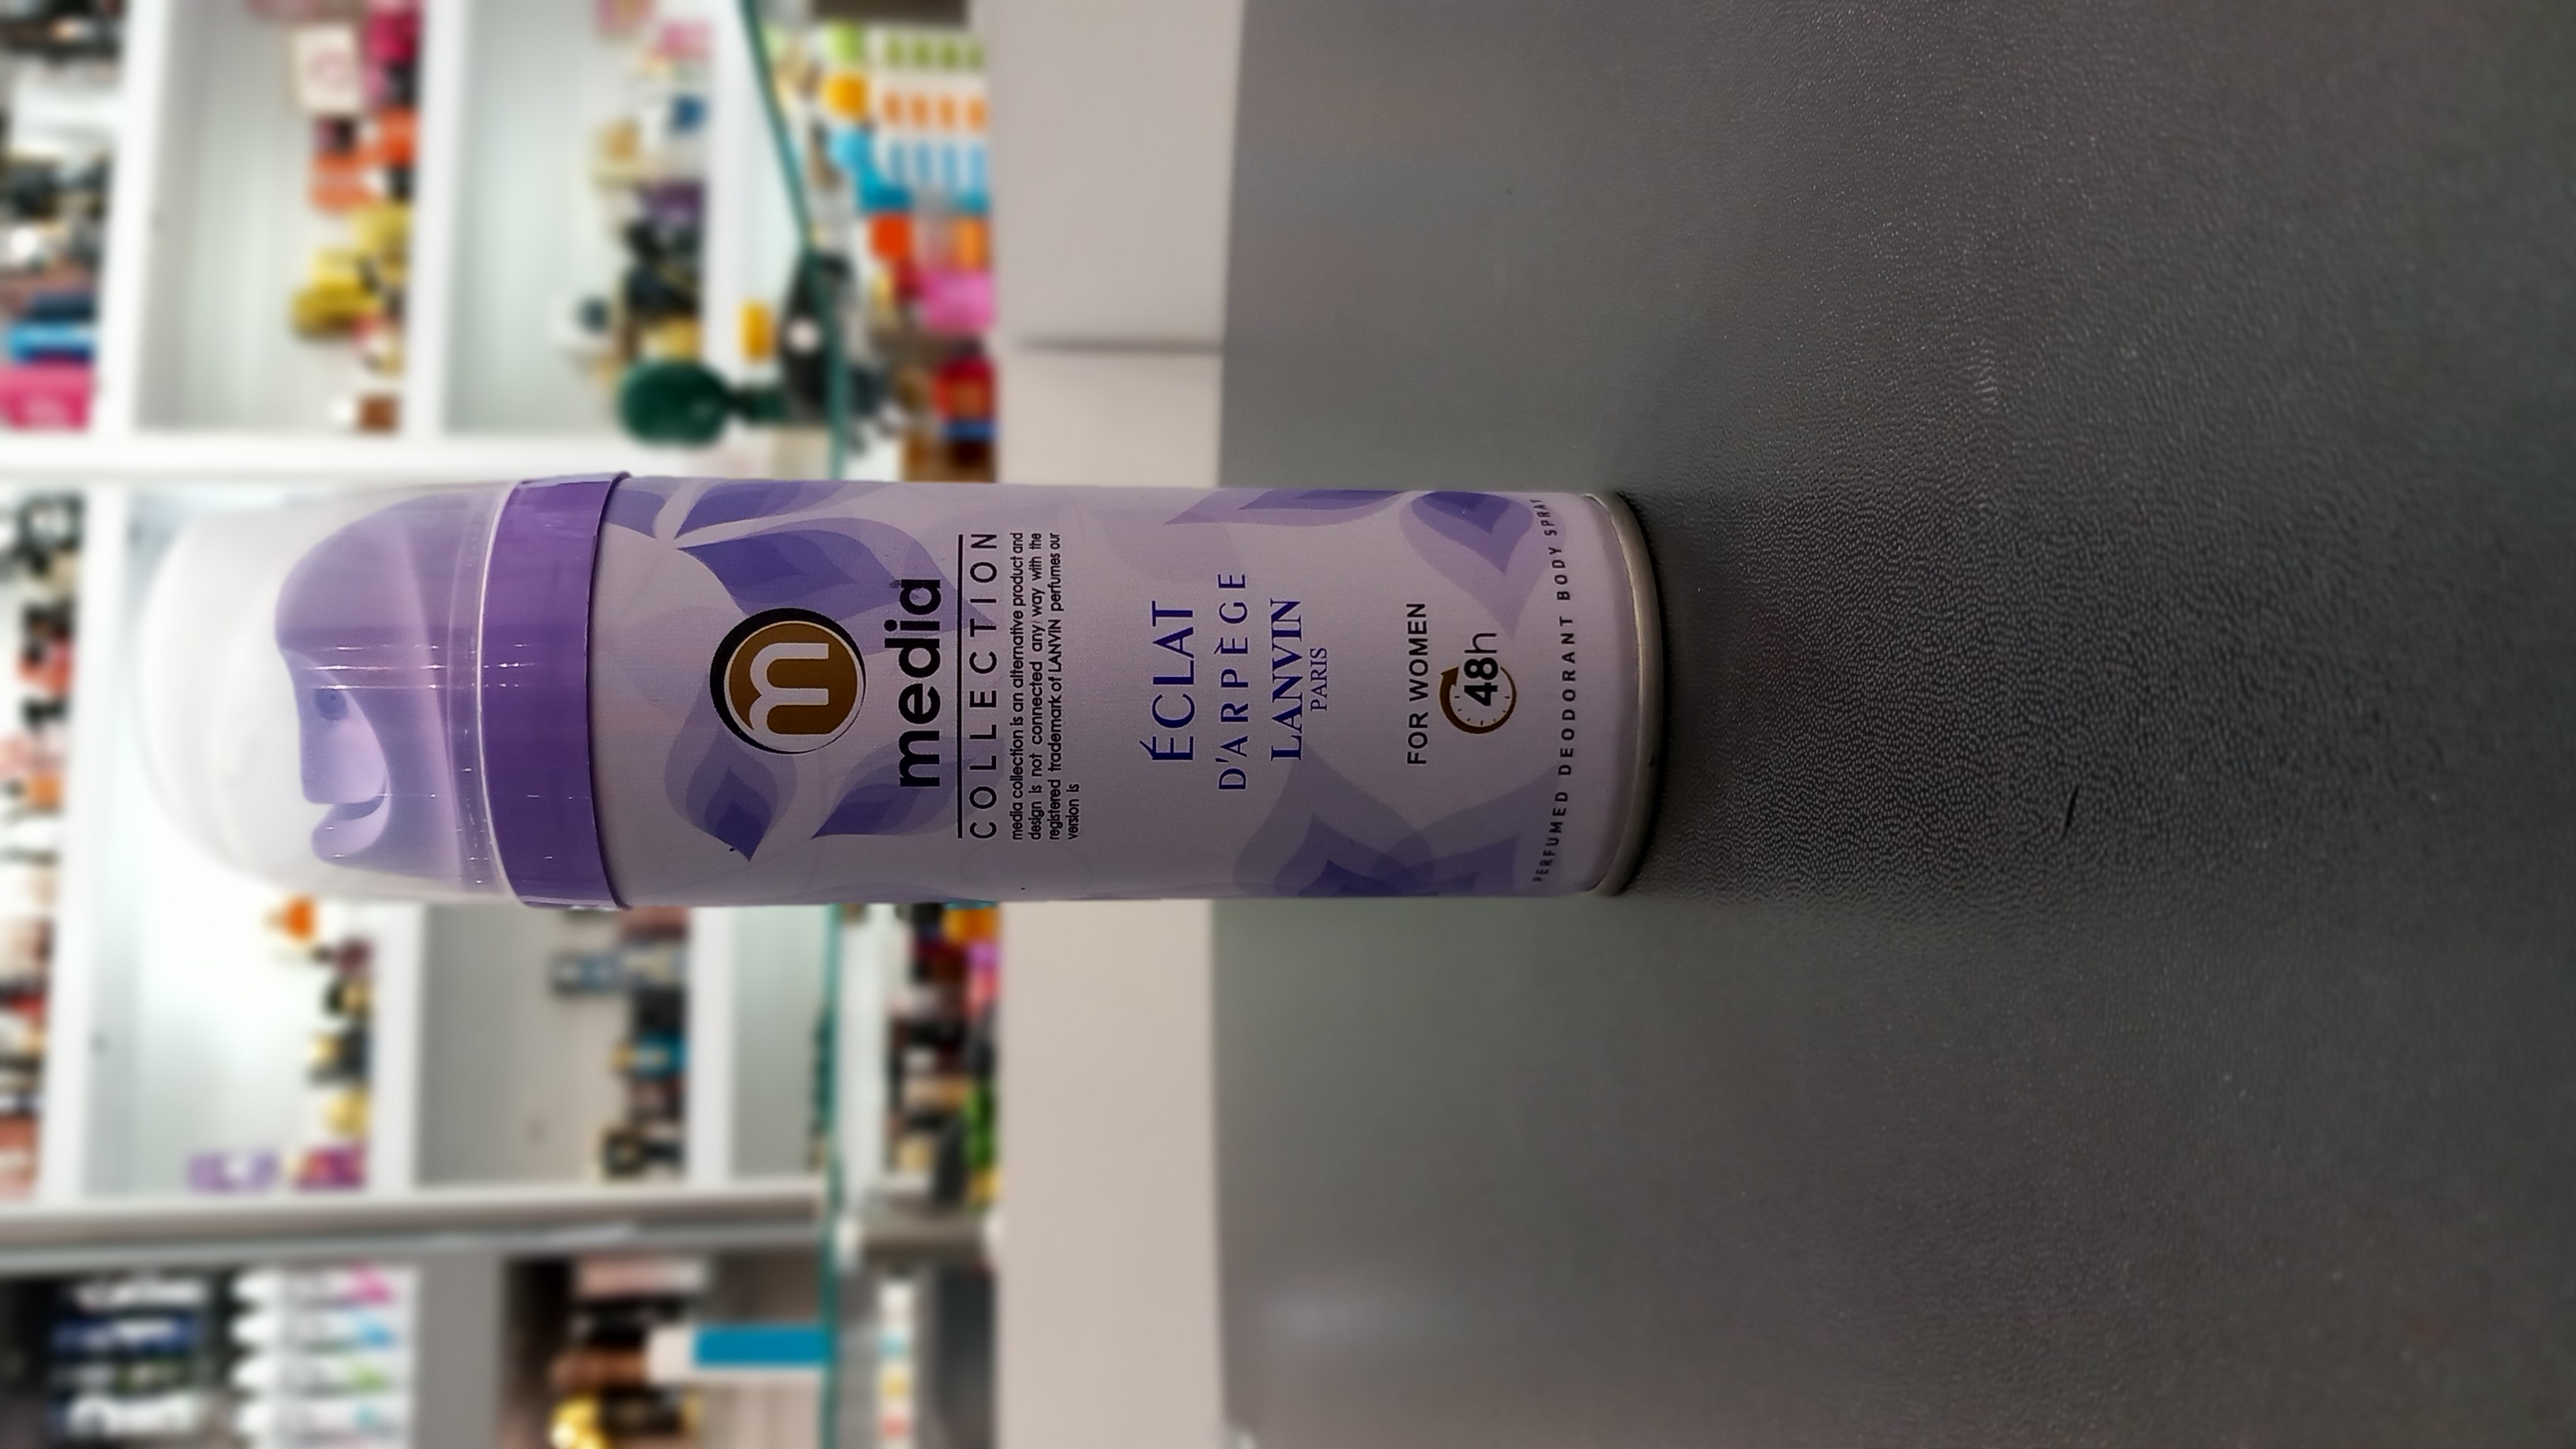 m
media
COLLECTION
media collection is an alternative product and
design is not connected any way with the
registered trademark of LANVIN perfumes our
version is
ÉCLAT
D'ARPÈGE
LANVIN
PARIS
FOR WOMEN
48h
PERFUMED DEODORANT BODY SPRAY